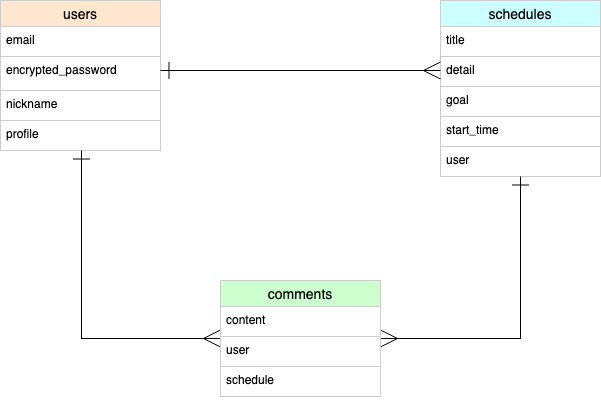 users
email
encrypted_password
nickname
profile
schedules
title
detail
goal
start_time
user
comments
content
user
schedule